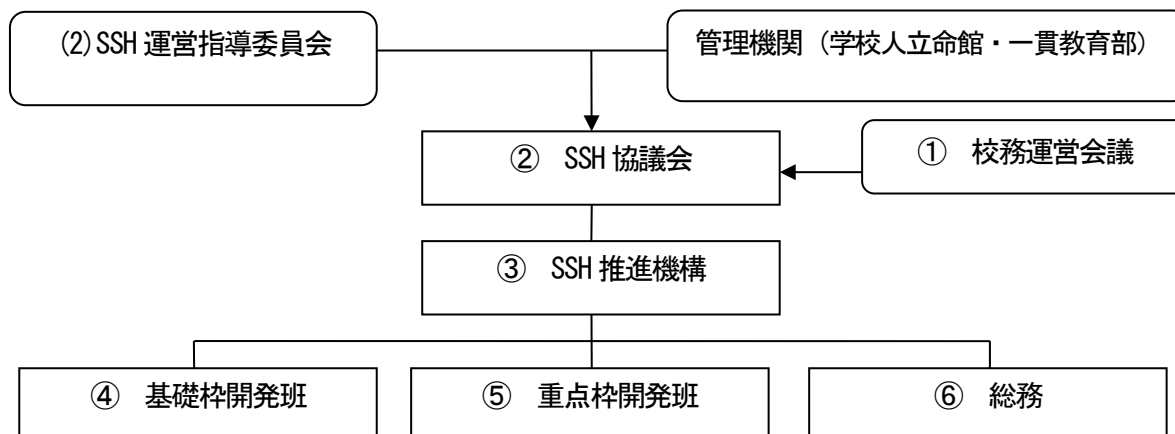 (2)SSH 運営指導委員会
管理機関（学校人立命館・一貫教育部）
① 校務運営会議
② SSH 協議会
③ SSH 推進機構
④ 基礎枠開発班
⑤ 重点枠開発班
⑥ 総務